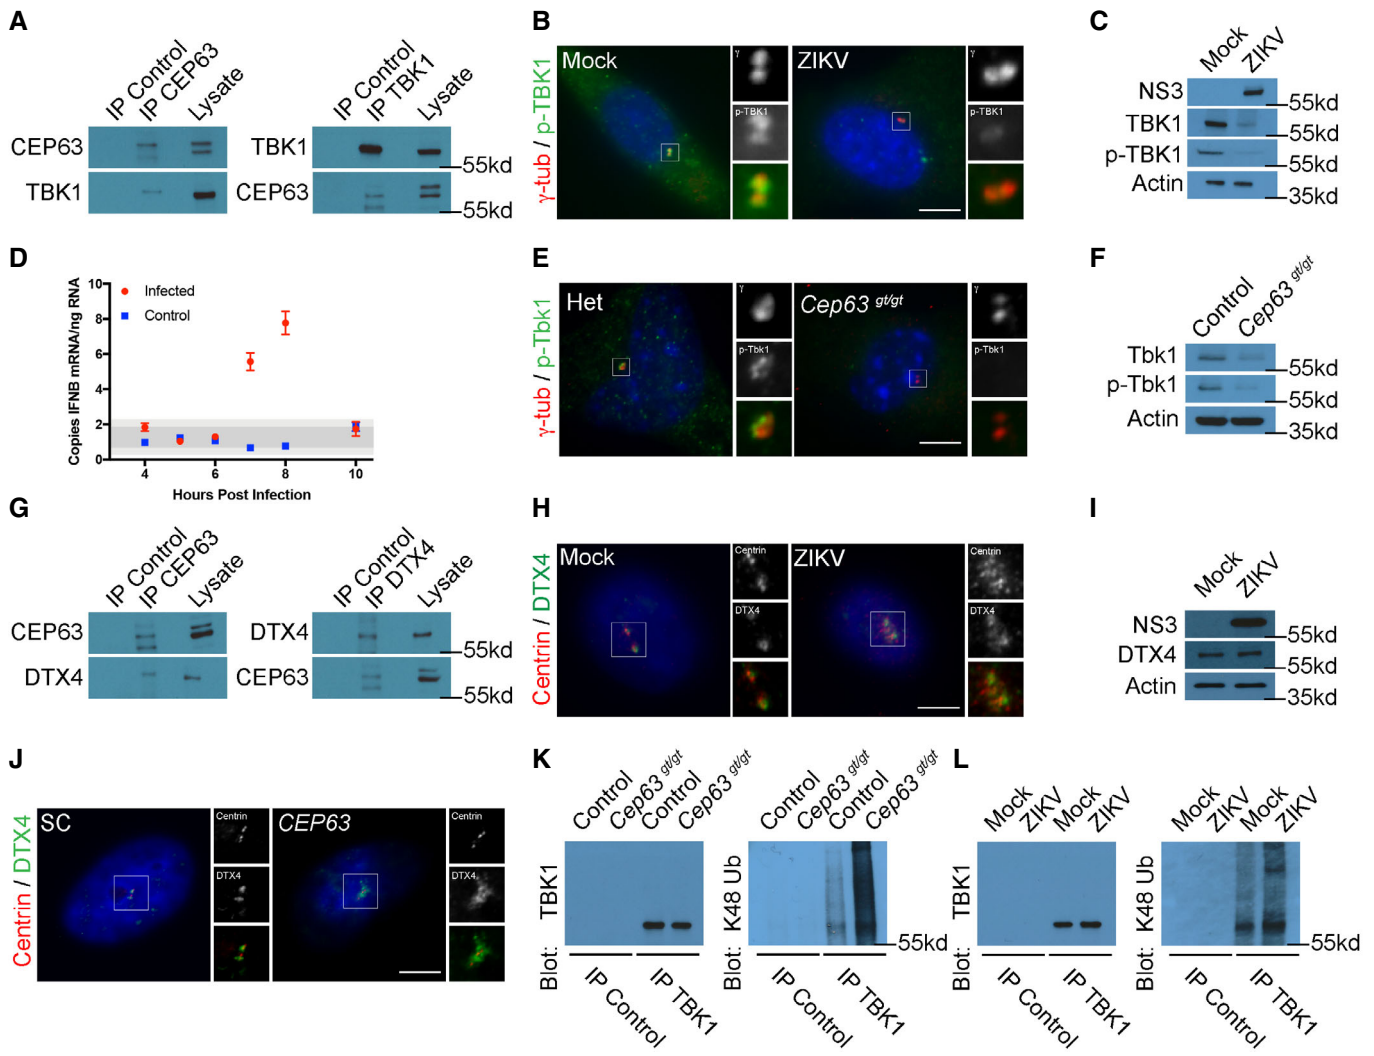 A
IP Control
IP CEP63
Lysate
CEP63
TBK1
IP Control
IP TBK1
Lysate
TBK1
CEP63
55kd
55kd
B
γ-tub / p-TBK1
Mock
γ
p-TBK1
ZIKV
γ
p-TBK1
C
Mock
ZIKV
NS3
TBK1
p-TBK1
Actin
55kd
55kd
55kd
35kd
D
Copies IFNB mRNA/ng RNA
10
8
6
4
2
0
Infected
Control
4
6
8
10
Hours Post Infection
E
γ-tub / p-Tbk1
Het
γ
p-Tbk1
Cep63 gt/gt
γ
p-Tbk1
F
Control
Cep63 gt/gt
Tbk1
p-Tbk1
Actin
55kd
55kd
35kd
G
IP Control
IP CEP63
Lysate
CEP63
DTX4
IP Control
IP DTX4
Lysate
DTX4
CEP63
55kd
55kd
H
Centrin / DTX4
Mock
Centrin
DTX4
ZIKV
Centrin
DTX4
I
Mock
ZIKV
NS3
DTX4
Actin
55kd
55kd
35kd
J
Centrin / DTX4
SC
Centrin
DTX4
CEP63
Centrin
DTX4
K
Control
Cep63 gt/gt
Control
Cep63 gt/gt
Blot: TBK1
IP Control
IP TBK1
Control
Cep63 gt/gt
Control
Cep63 gt/gt
Blot: K48 Ub
55kd
IP Control
IP TBK1
L
Mock
ZIKV
Mock
ZIKV
Blot: TBK1
IP Control
IP TBK1
Mock
ZIKV
Mock
ZIKV
Blot: K48 Ub
55kd
IP Control
IP TBK1